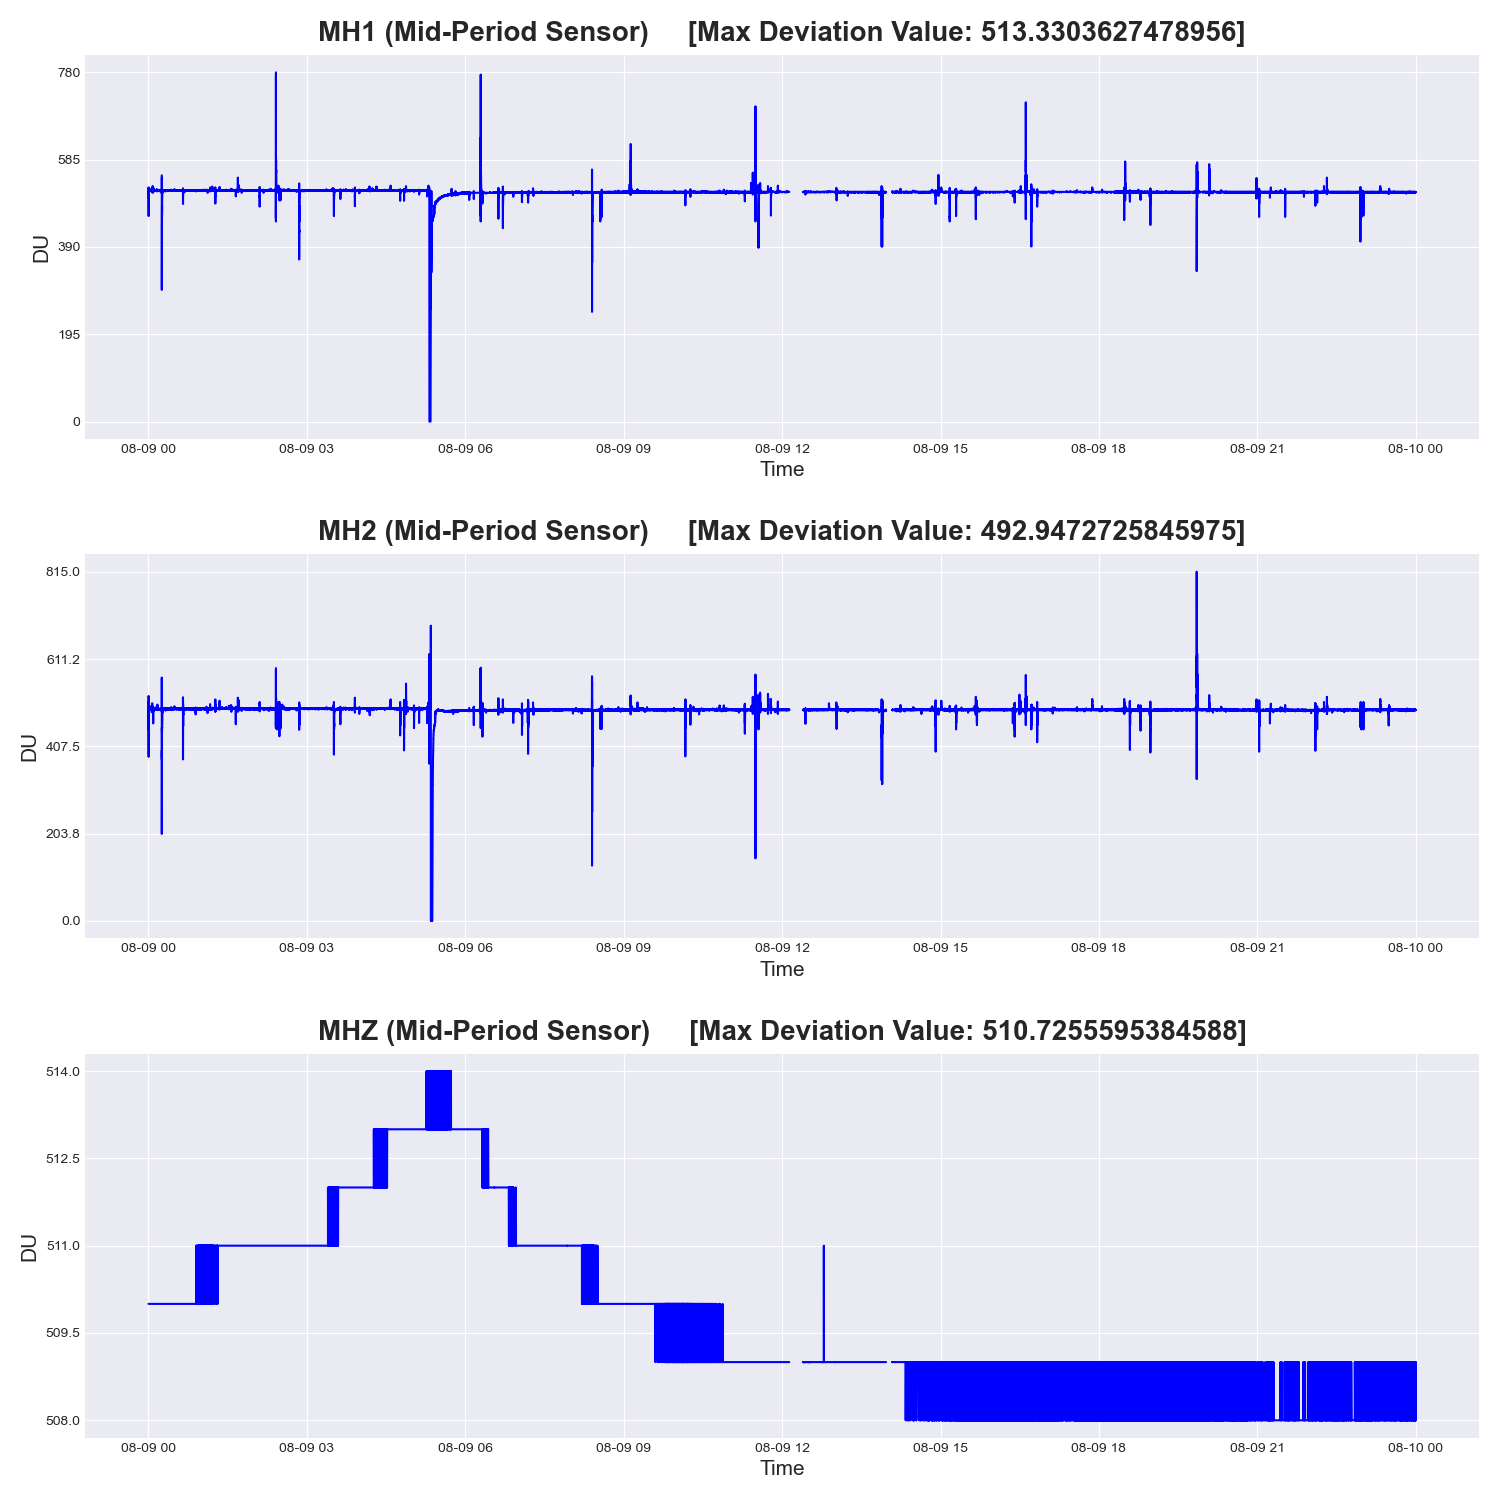 MH1 (Mid-Period Sensor) [Max Deviation Value: 513.3303627478956]
780
585
390
195
0
DU
08-09 00 08-09 03 08-09 06 08-09 09 08-09 12 08-09 15 08-09 18 08-09 21 08-10 00
Time
MH2 (Mid-Period Sensor) [Max Deviation Value: 492.9472725845975]
815.0
611.2
407.5
203.8
0.0
DU
08-09 00 08-09 03 08-09 06 08-09 09 08-09 12 08-09 15 08-09 18 08-09 21 08-10 00
Time
MHZ (Mid-Period Sensor) [Max Deviation Value: 510.7255595384588]
514.0
512.5
511.0
509.5
508.0
DU
08-09 00 08-09 03 08-09 06 08-09 09 08-09 12 08-09 15 08-09 18 08-09 21 08-10 00
Time